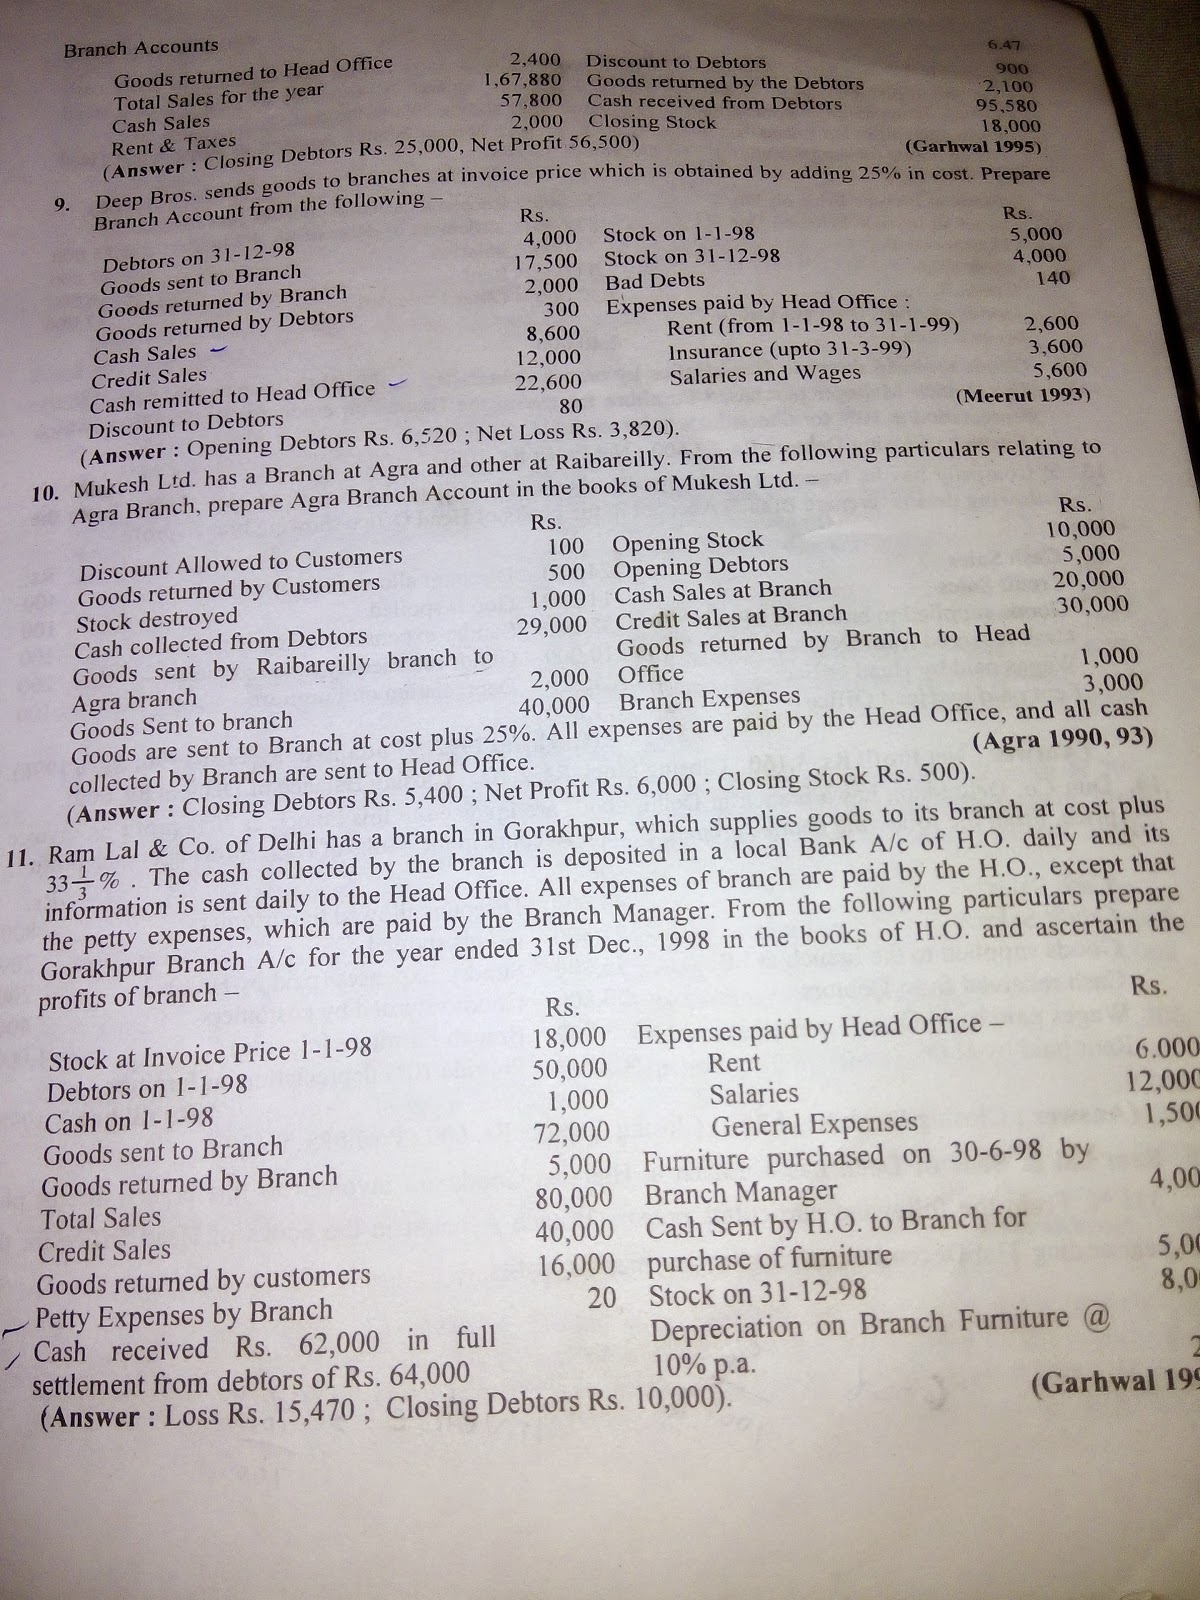 Branch Accounts 6.47
Goods returned to Head Office 2,400 Discount to Debtors 900
Total Sales for the year 1,67,880 Goods returned by the Debtors 2,100
Cash Sales 57,800 Cash received from Debtors 95,580
Rent & Taxes 2,000 Closing Stock 18,000
(Answer : Closing Debtors Rs. 25,000, Net Profit 56,500) (Garhwal 1995)
9. Deep Bros. sends goods to branches at invoice price which is obtained by adding 25% in cost. Prepare
Branch Account from the following –
Rs. Rs.
Debtors on 31-12-98 4,000 Stock on 1-1-98 5,000
Goods sent to Branch 17,500 Stock on 31-12-98 4,000
Goods returned by Branch 2,000 Bad Debts 140
Goods returned by Debtors 300 Expenses paid by Head Office :
Cash Sales 8,600 Rent (from 1-1-98 to 31-1-99) 2,600
Credit Sales 12,000 Insurance (upto 31-3-99) 3,600
Cash remitted to Head Office 22,600 Salaries and Wages 5,600
Discount to Debtors 80 (Meerut 1993)
(Answer : Opening Debtors Rs. 6,520 ; Net Loss Rs. 3,820).
10. Mukesh Ltd. has a Branch at Agra and other at Raibareilly. From the following particulars relating to
Agra Branch, prepare Agra Branch Account in the books of Mukesh Ltd. –
Rs. Rs.
Discount Allowed to Customers 100 Opening Stock 10,000
Goods returned by Customers 500 Opening Debtors 5,000
Stock destroyed 1,000 Cash Sales at Branch 20,000
Cash collected from Debtors 29,000 Credit Sales at Branch 30,000
Goods sent by Raibareilly branch to Goods returned by Branch to Head
Agra branch 2,000 Office 1,000
Goods Sent to branch 40,000 Branch Expenses 3,000
Goods are sent to Branch at cost plus 25%. All expenses are paid by the Head Office, and all cash
collected by Branch are sent to Head Office. (Agra 1990, 93)
(Answer : Closing Debtors Rs. 5,400 ; Net Profit Rs. 6,000 ; Closing Stock Rs. 500).
11. Ram Lal & Co. of Delhi has a branch in Gorakhpur, which supplies goods to its branch at cost plus
33 1/3 % . The cash collected by the branch is deposited in a local Bank A/c of H.O. daily and its
information is sent daily to the Head Office. All expenses of branch are paid by the H.O., except that
the petty expenses, which are paid by the Branch Manager. From the following particulars prepare
Gorakhpur Branch A/c for the year ended 31st Dec., 1998 in the books of H.O. and ascertain the
profits of branch –
Rs. Rs.
Stock at Invoice Price 1-1-98 18,000 Expenses paid by Head Office –
Debtors on 1-1-98 50,000 Rent 6.000
Cash on 1-1-98 1,000 Salaries 12,000
Goods sent to Branch 72,000 General Expenses 1,500
Goods returned by Branch 5,000 Furniture purchased on 30-6-98 by
Total Sales 80,000 Branch Manager 4,00
Credit Sales 40,000 Cash Sent by H.O. to Branch for
Goods returned by customers 16,000 purchase of furniture 5,00
Petty Expenses by Branch 20 Stock on 31-12-98 8,0
Cash received Rs. 62,000 in full Depreciation on Branch Furniture @
settlement from debtors of Rs. 64,000 10% p.a. 2
(Answer : Loss Rs. 15,470 ; Closing Debtors Rs. 10,000). (Garhwal 199